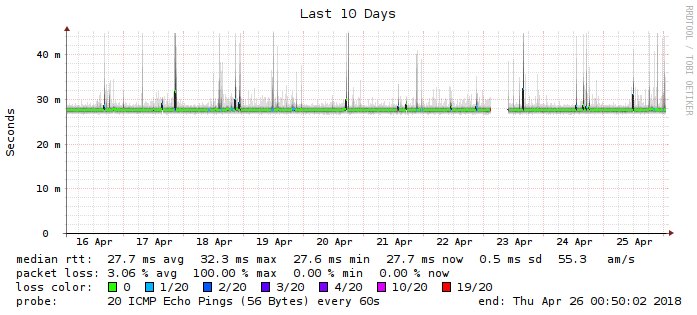 Last 10 Days
RRDTOOL / TOBI OETIKER
Seconds
40 m
30 m
20 m
10 m
0
16 Apr 17 Apr 18 Apr 19 Apr 20 Apr 21 Apr 22 Apr 23 Apr 24 Apr 25 Apr
median rtt: 27.7 ms avg 32.3 ms max 27.6 ms min 27.7 ms now 0.5 ms sd 55.3 am/s
packet loss: 3.06 % avg 100.00 % max 0.00 % min 0.00 % now
loss color: 0 1/20 2/20 3/20 4/20 10/20 19/20
probe: 20 ICMP Echo Pings (56 Bytes) every 60s end: Thu Apr 26 00:50:02 2018